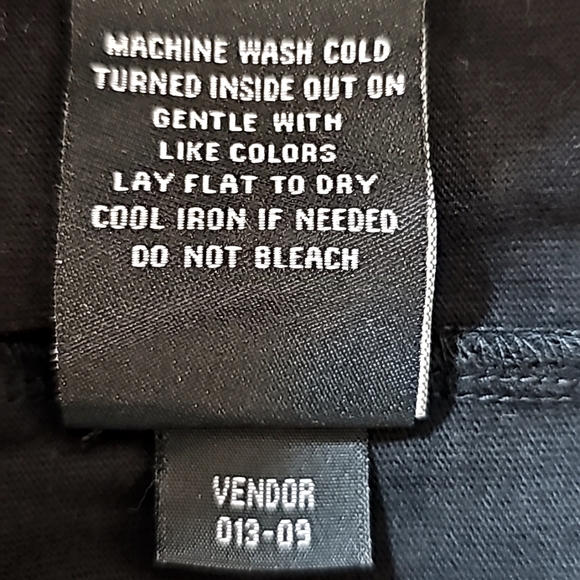 MACHINE WASH COLD
TURNED INSIDE OUT ON
GENTLE WITH
LIKE COLORS
LAY FLAT TO DRY
COOL IRON IF NEEDED
DO NOT BLEACH
VENDOR
013-09